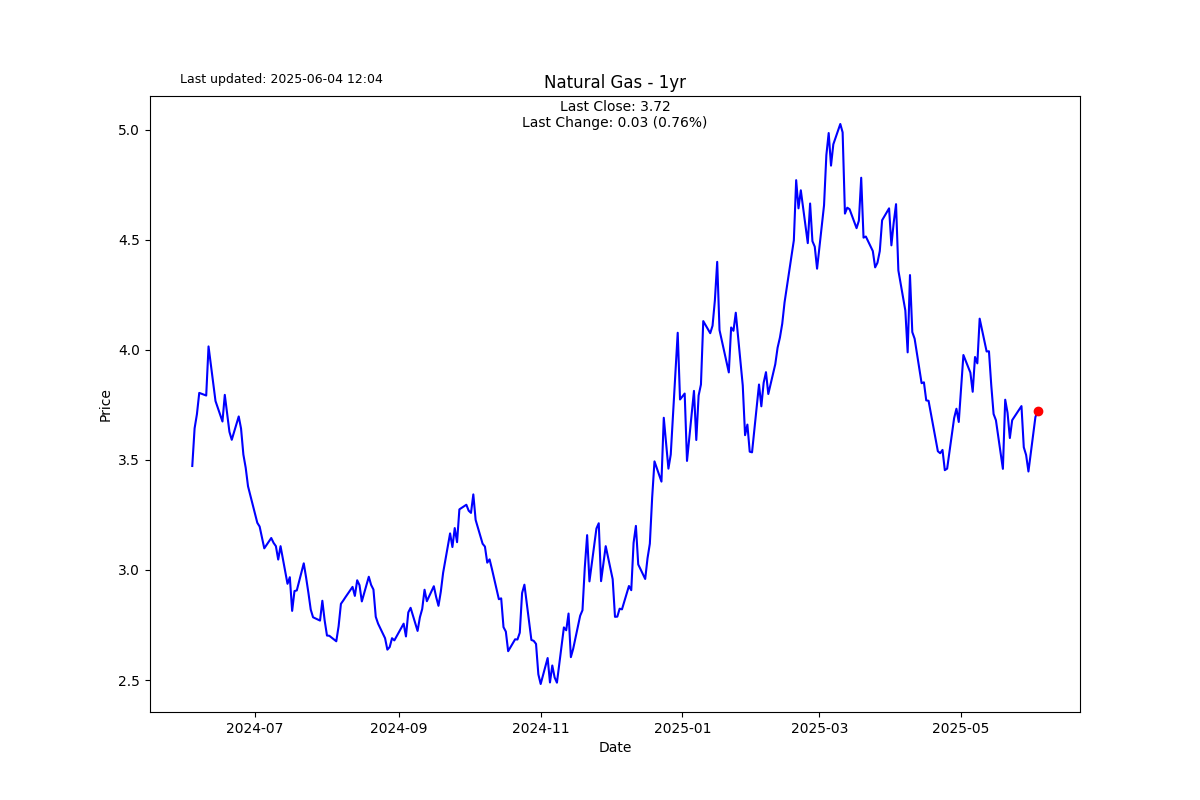 Last updated: 2025-06-04 12:04
Natural Gas - 1yr
Last Close: 3.72
Last Change: 0.03 (0.76%)
5.0
4.5
4.0
3.5
3.0
2.5
Price
2024-07
2024-09
2024-11
2025-01
2025-03
2025-05
Date